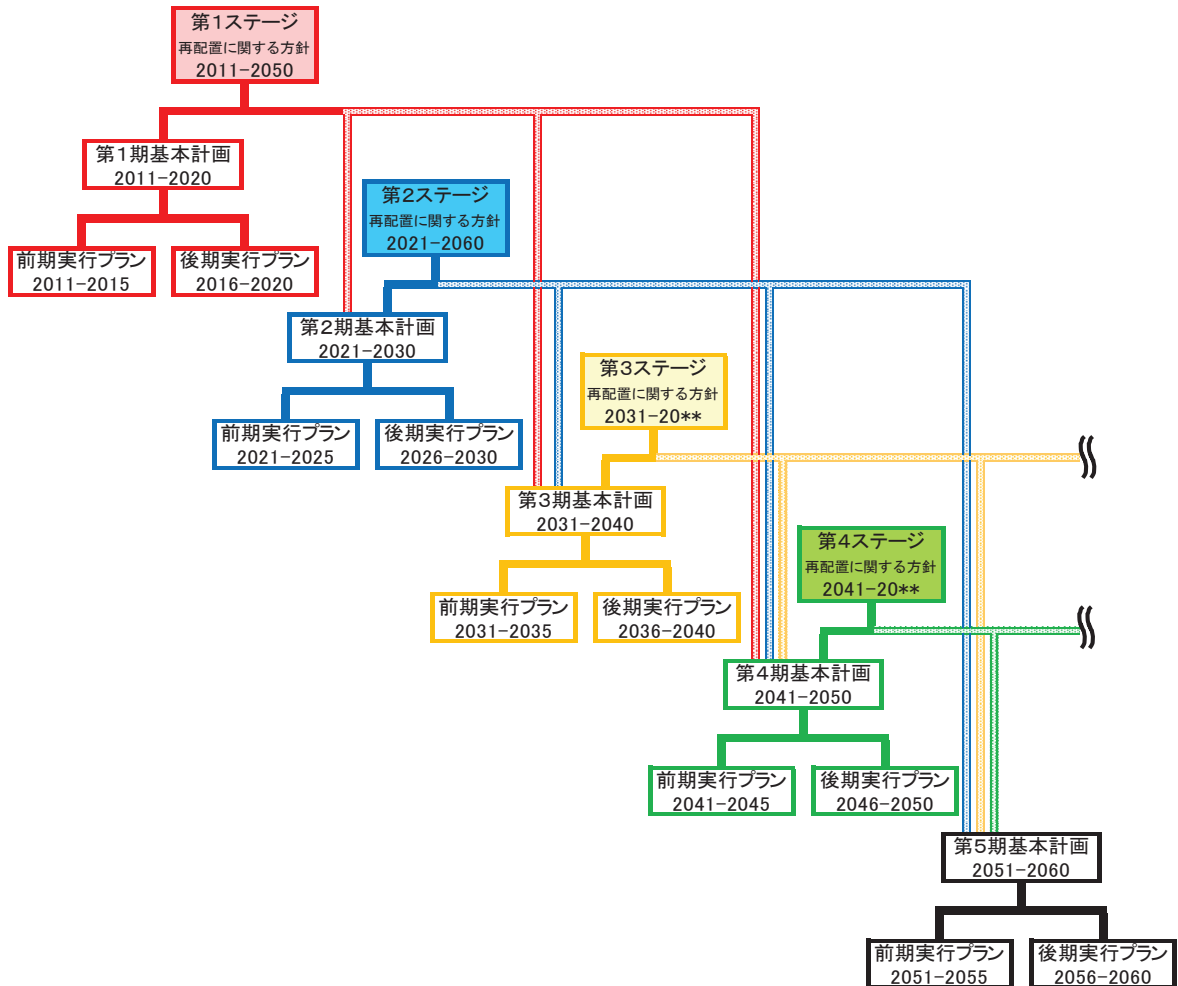 第1ステージ
再配置に関する方針
2011-2050
第1期基本計画
2011-2020
前期実行プラン
2011-2015
後期実行プラン
2016-2020
第2ステージ
再配置に関する方針
2021-2060
第2期基本計画
2021-2030
前期実行プラン
2021-2025
後期実行プラン
2026-2030
第3ステージ
再配置に関する方針
2031-20**
第3期基本計画
2031-2040
前期実行プラン
2031-2035
後期実行プラン
2036-2040
第4ステージ
再配置に関する方針
2041-20**
第4期基本計画
2041-2050
前期実行プラン
2041-2045
後期実行プラン
2046-2050
第5期基本計画
2051-2060
前期実行プラン
2051-2055
後期実行プラン
2056-2060